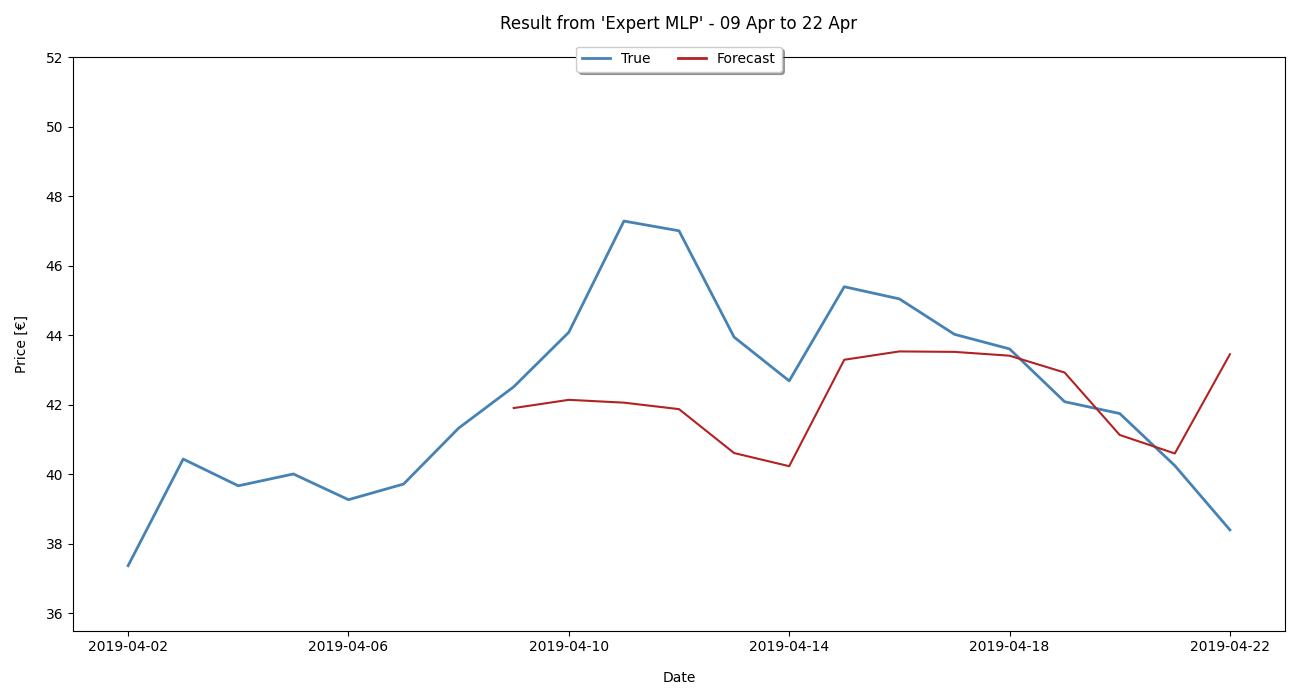 Result from 'Expert MLP' - 09 Apr to 22 Apr
True Forecast
52
50
48
46
44
42
40
38
36
Price [€]
2019-04-02 2019-04-06 2019-04-10 2019-04-14 2019-04-18 2019-04-22
Date